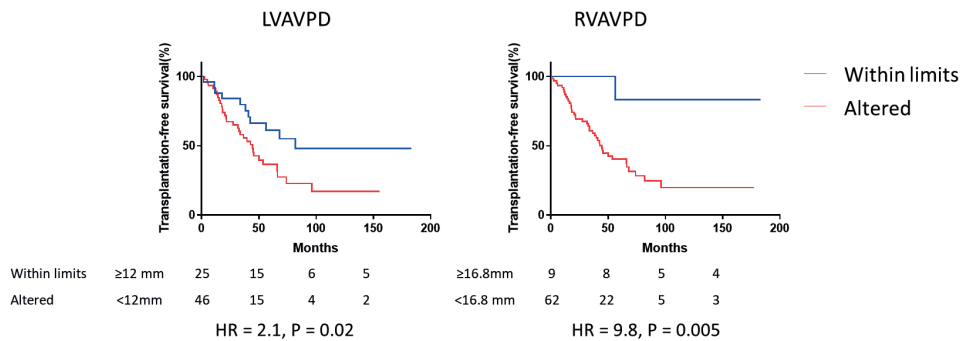 LVAVPD
RVAVPD
Transplantation-free survival(%)
100
50
0
0 50 100 150 200
Months
Transplantation-free survival(%)
100
50
0
0 50 100 150 200
Months
Within limits
Altered
Within limits ≥12 mm 25 15 6 5
Altered <12mm 46 15 4 2
≥16.8mm 9 8 5 4
<16.8 mm 62 22 5 3
HR = 2.1, P = 0.02
HR = 9.8, P = 0.005